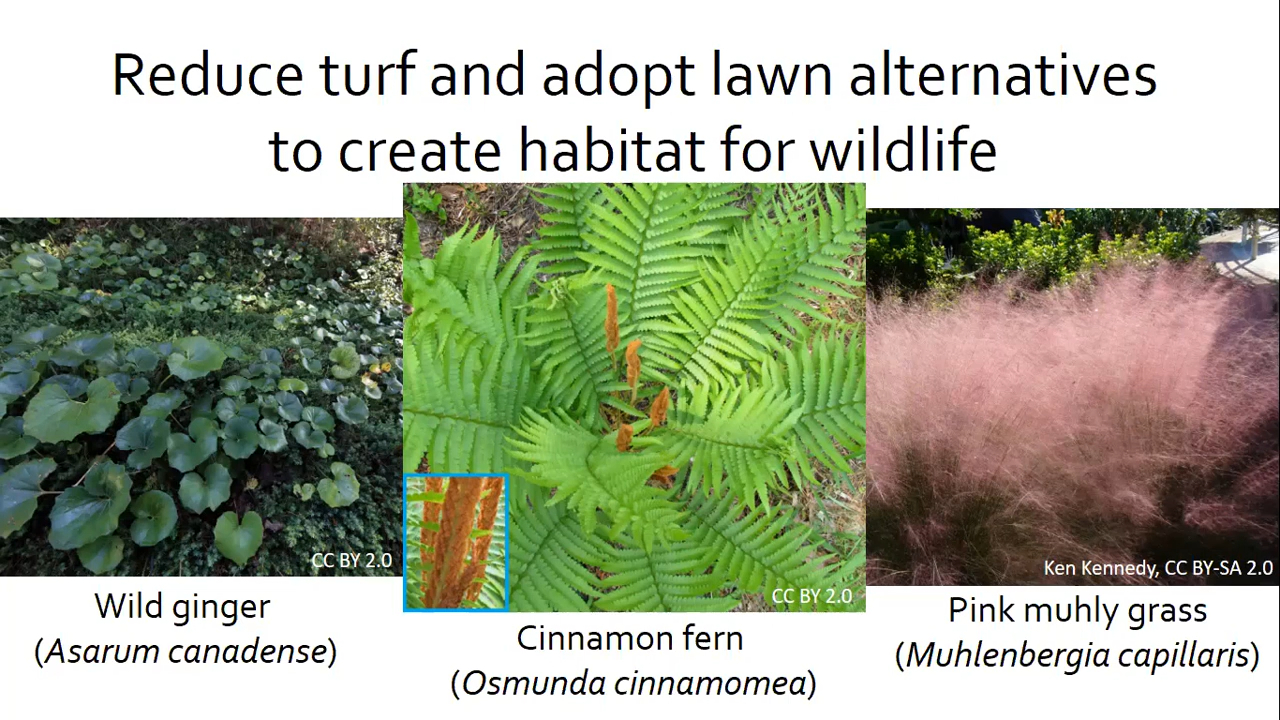 Reduce turf and adopt lawn alternatives
to create habitat for wildlife
CC BY 2.0
Wild ginger
(Asarum canadense)
CC BY 2.0
Cinnamon fern
(Osmunda cinnamomea)
Ken Kennedy, CC BY-SA 2.0
Pink muhly grass
(Muhlenbergia capillaris)